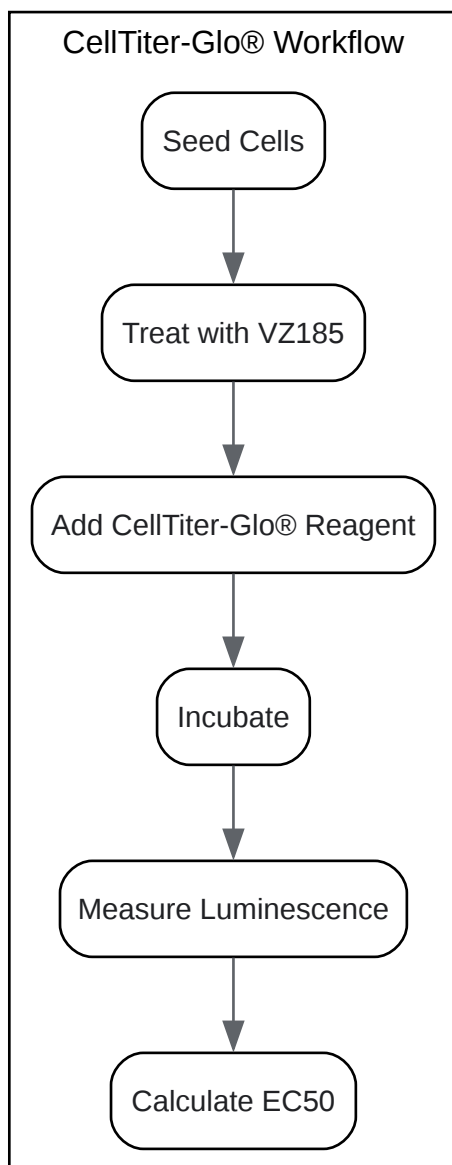 CellTiter-Glo® Workflow
Seed Cells
Treat with VZ185
Add CellTiter-Glo® Reagent
Incubate
Measure Luminescence
Calculate EC50